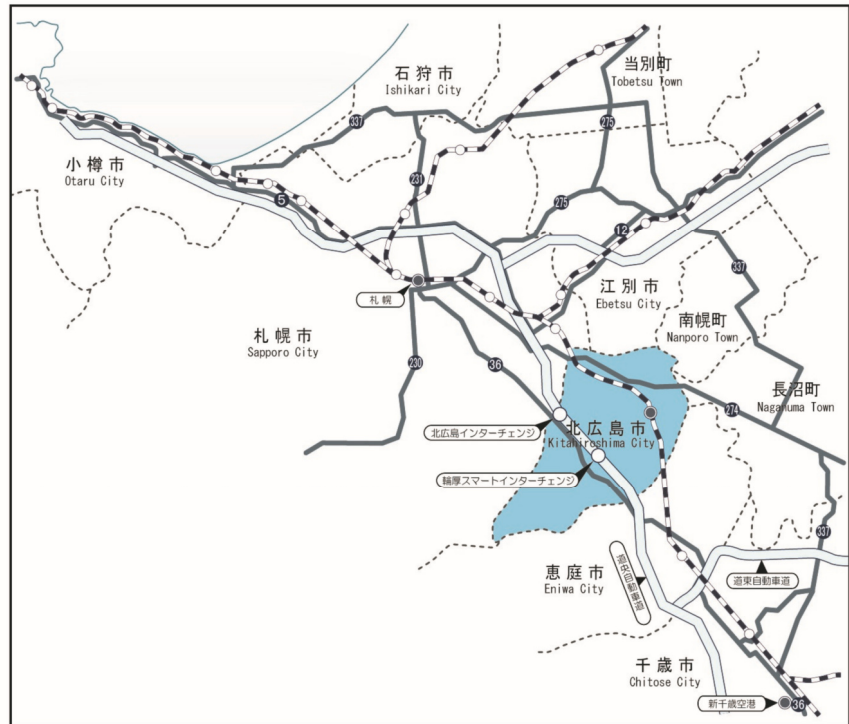 石狩市
Ishikari City
当別町
Tobetsu Town
337
275
小樽市
Otaru City
231
5
275
12
江別市
Ebetsu City
337
札幌
南幌町
Nanporo Town
札幌市
Sapporo City
230
36
長沼町
Naganuma Town
274
北広島インターチェンジ
北広島市
Kitahiroshima City
輪厚スマートインターチェンジ
337
恵庭市
Eniwa City
道央自動車道
道東自動車道
千歳市
Chitose City
新千歳空港
36